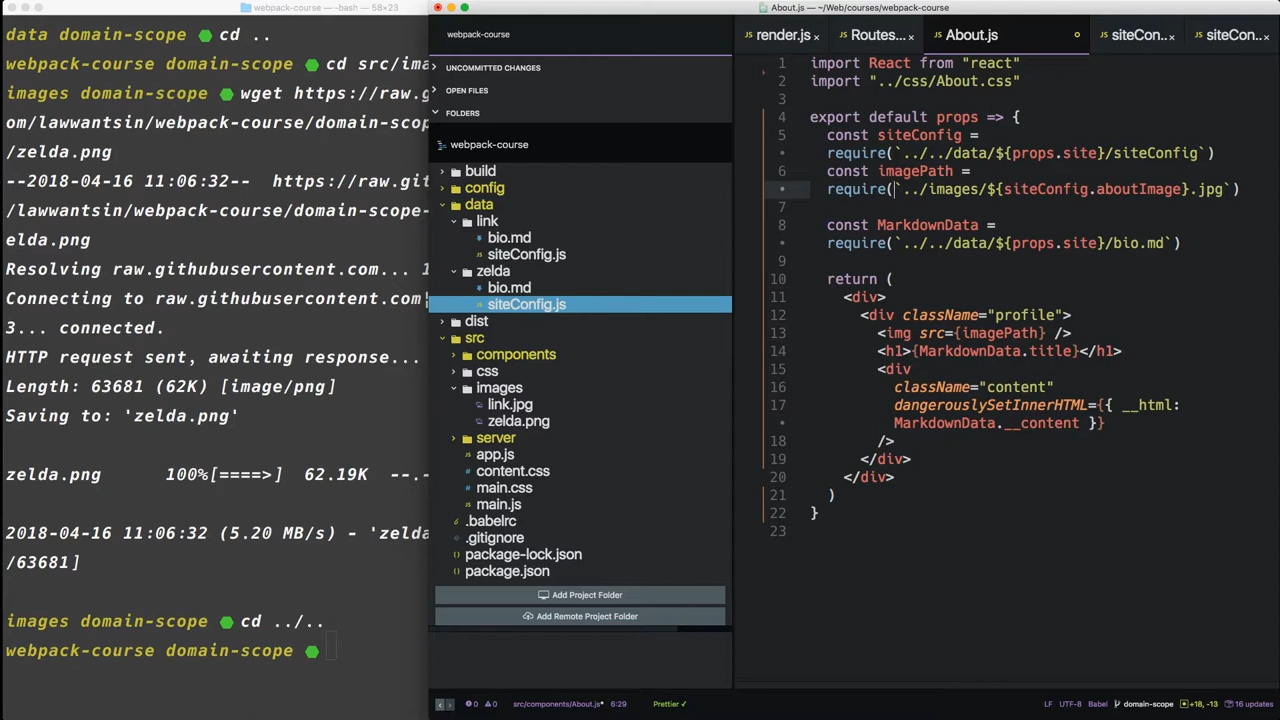 webpack-course — -bash — 58×23
data domain-scope cd ..
webpack-course domain-scope cd src/ima
images domain-scope wget https://raw.g
om/lawwantsin/webpack-course/domain-scop
/zelda.png
--2018-04-16 11:06:32-- https://raw.git
/lawwantsin/webpack-course/domain-scope/
elda.png
Resolving raw.githubusercontent.com... 1
Connecting to raw.githubusercontent.com
3... connected.
HTTP request sent, awaiting response...
Length: 63681 (62K) [image/png]
Saving to: 'zelda.png'
zelda.png 100%[====>] 62.19K --.-
2018-04-16 11:06:32 (5.20 MB/s) - 'zelda
/63681]
images domain-scope cd ../..
webpack-course domain-scope
About.js — ~/Web/courses/webpack-course
webpack-course
UNCOMMITTED CHANGES
OPEN FILES
FOLDERS
webpack-course
build
config
data
link
bio.md
siteConfig.js
zelda
bio.md
siteConfig.js
dist
src
components
css
images
link.jpg
zelda.png
server
app.js
content.css
main.css
main.js
.babelrc
.gitignore
package-lock.json
package.json
Add Project Folder
Add Remote Project Folder
render.js × Routes... × About.js siteCon... × siteCon... ×
1 import React from "react"
2 import "../css/About.css"
3
4 export default props => {
5 const siteConfig =
• require(`../../data/${props.site}/siteConfig`)
6 const imagePath =
• require(`../images/${siteConfig.aboutImage}.jpg`)
7
8 const MarkdownData =
• require(`../../data/${props.site}/bio.md`)
9
10 return (
11 <div>
12 <div className="profile">
13 <img src={imagePath} />
14 <h1>{MarkdownData.title}</h1>
15 <div
16 className="content"
17 dangerouslySetInnerHTML={{ __html:
• MarkdownData.__content }}
18 />
19 </div>
20 </div>
21 )
22 }
23
0 0 src/components/About.js* 6:29 Prettier ✓ LF UTF-8 Babel domain-scope +18, -13 16 updates